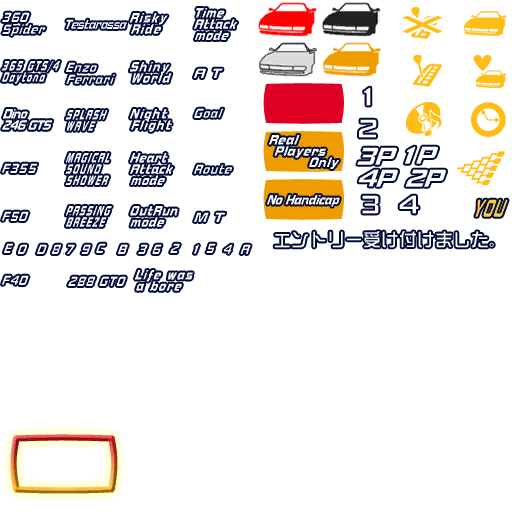 360
Spider
Testarossa
Risky
Ride
Time
Attack
mode
365 GTS/4
Daytona
Enzo
Ferrari
Shiny
World
A T
Dino
246 GTS
SPLASH
WAVE
Night
Flight
Goal
F355
MAGICAL
SOUND
SHOWER
Heart
Attack
mode
Route
F50
PASSING
BREEZE
OutRun
mode
M T
E 0 D 8 7 9 C B 3 6 2 1 5 4 A
F40
288 GTO
Life was
a bore
Real
Players
Only
No Handicap
1
2
3P 1P
4P 2P
3 4
YOU
エントリー受け付けました。